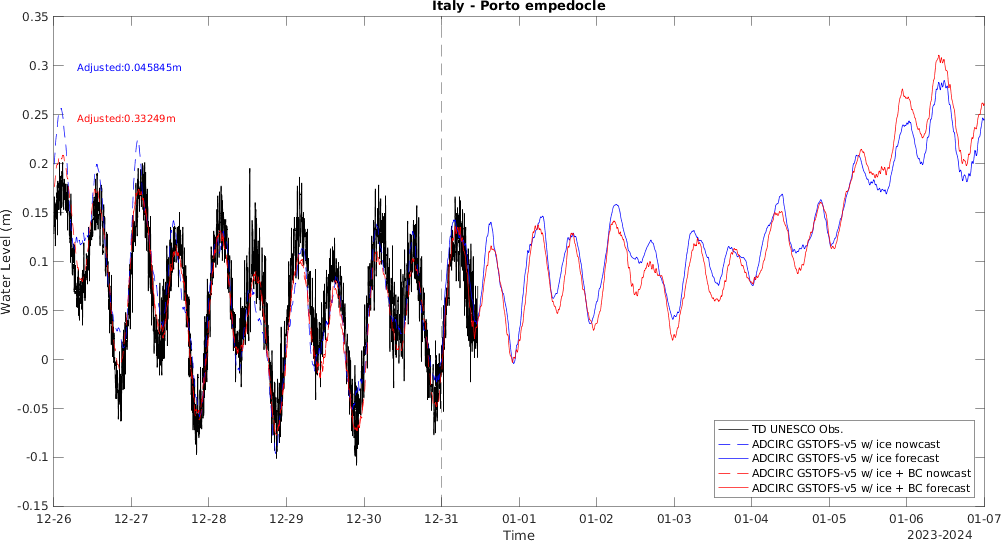 Italy - Porto empedocle
0.35
0.3
0.25
0.2
0.15
0.1
0.05
0
-0.05
-0.1
-0.15
Water Level (m)
Adjusted:0.045845m
Adjusted:0.33249m
TD UNESCO Obs.
ADCIRC GSTOFS-v5 w/ ice nowcast
ADCIRC GSTOFS-v5 w/ ice forecast
ADCIRC GSTOFS-v5 w/ ice + BC nowcast
ADCIRC GSTOFS-v5 w/ ice + BC forecast
12-26 12-27 12-28 12-29 12-30 12-31 01-01 01-02 01-03 01-04 01-05 01-06 01-07
Time
2023-2024